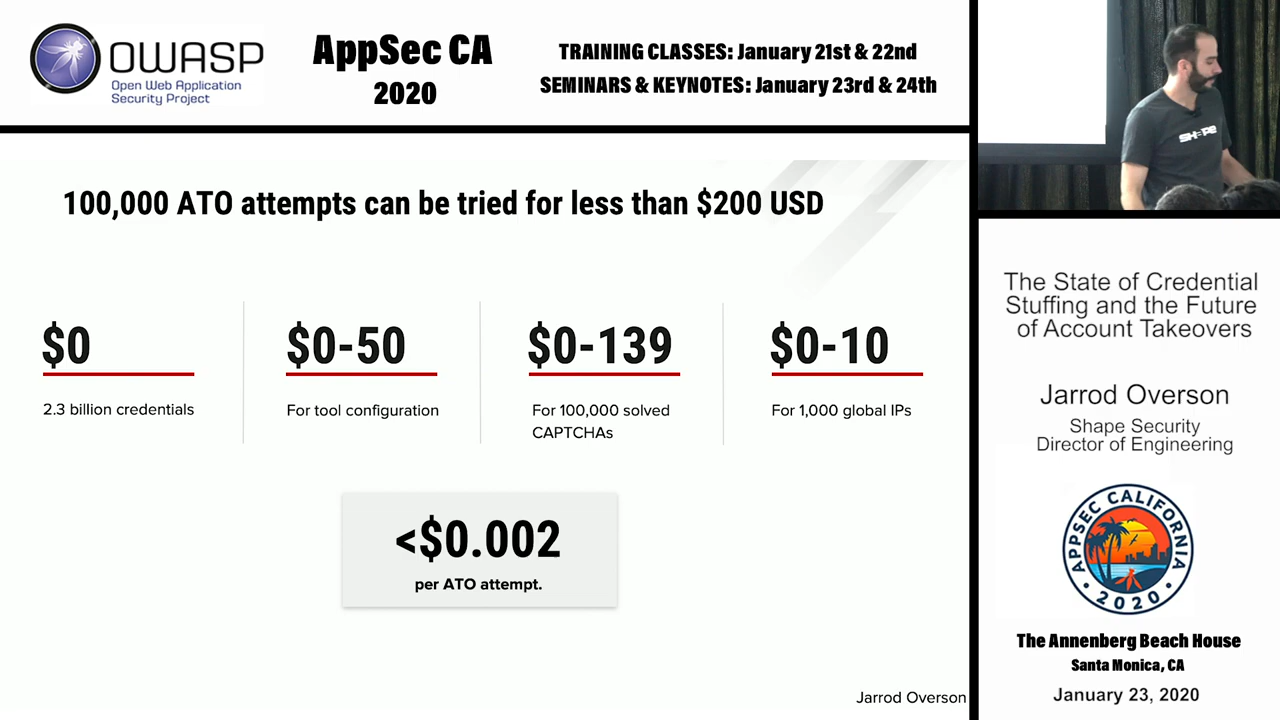 OWASP
Open Web Application
Security Project
AppSec CA
2020
TRAINING CLASSES: January 21st & 22nd
SEMINARS & KEYNOTES: January 23rd & 24th
100,000 ATO attempts can be tried for less than $200 USD
$0
2.3 billion credentials
$0-50
For tool configuration
$0-139
For 100,000 solved
CAPTCHAs
$0-10
For 1,000 global IPs
<$0.002
per ATO attempt.
Jarrod Overson
SHAPE
The State of Credential
Stuffing and the Future
of Account Takeovers
Jarrod Overson
Shape Security
Director of Engineering
APPSEC CALIFORNIA
2020
The Annenberg Beach House
Santa Monica, CA
January 23, 2020